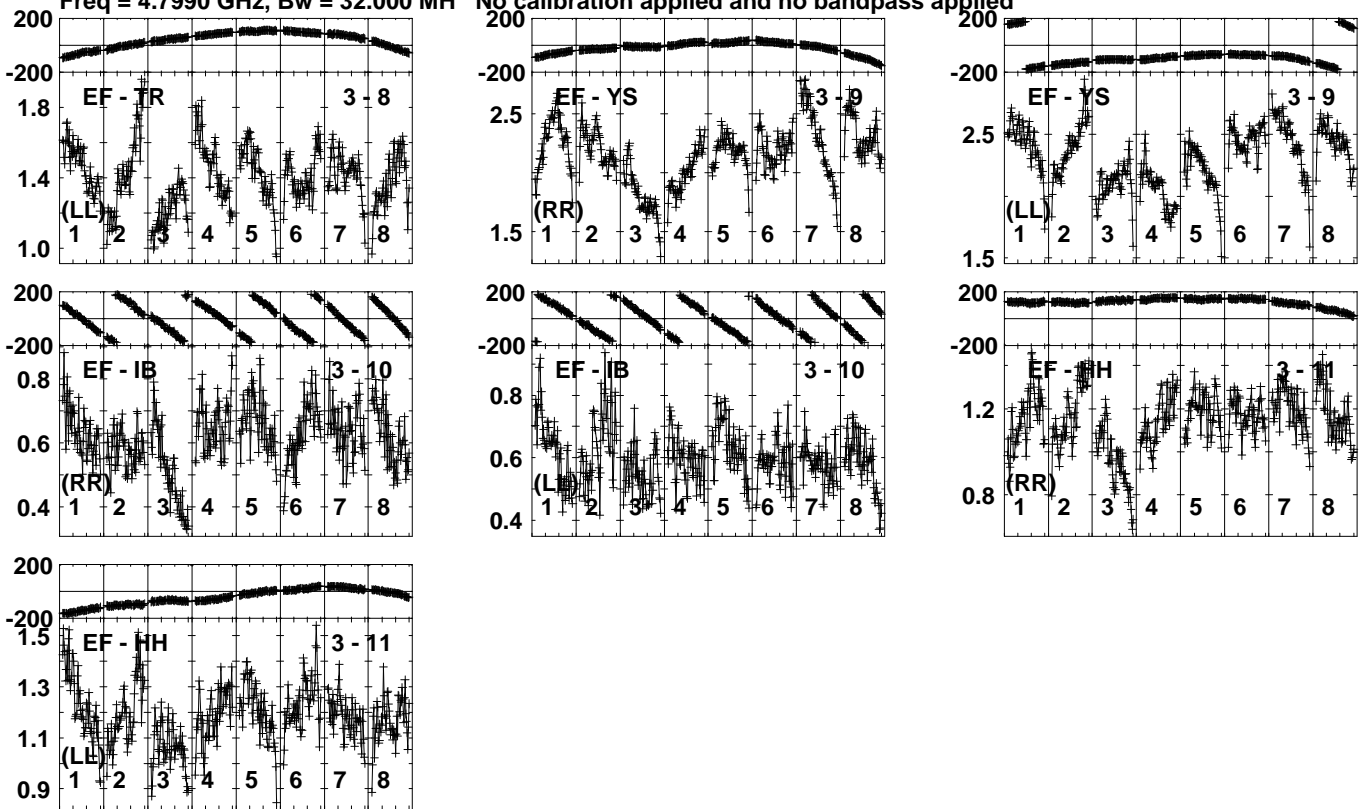 Freq = 4.7990 GHz, Bw = 32.000 MH   No calibration applied and no bandpass applied
200
-200
EF - TR 3 - 8
1.8
1.4
1.0
(LL)
1 2 3 4 5 6 7 8
200
-200
EF - YS 3 - 9
2.5
1.5
(RR)
1 2 3 4 5 6 7 8
200
-200
EF - YS 3 - 9
2.5
1.5
(LL)
1 2 3 4 5 6 7 8
200
-200
EF - IB 3 - 10
0.8
0.6
0.4
(RR)
1 2 3 4 5 6 7 8
200
-200
EF - IB 3 - 10
0.8
0.6
0.4
(LL)
1 2 3 4 5 6 7 8
200
-200
EF - HH 3 - 11
1.2
0.8
(RR)
1 2 3 4 5 6 7 8
200
-200
EF - HH 3 - 11
1.5
1.3
1.1
0.9
(LL)
1 2 3 4 5 6 7 8